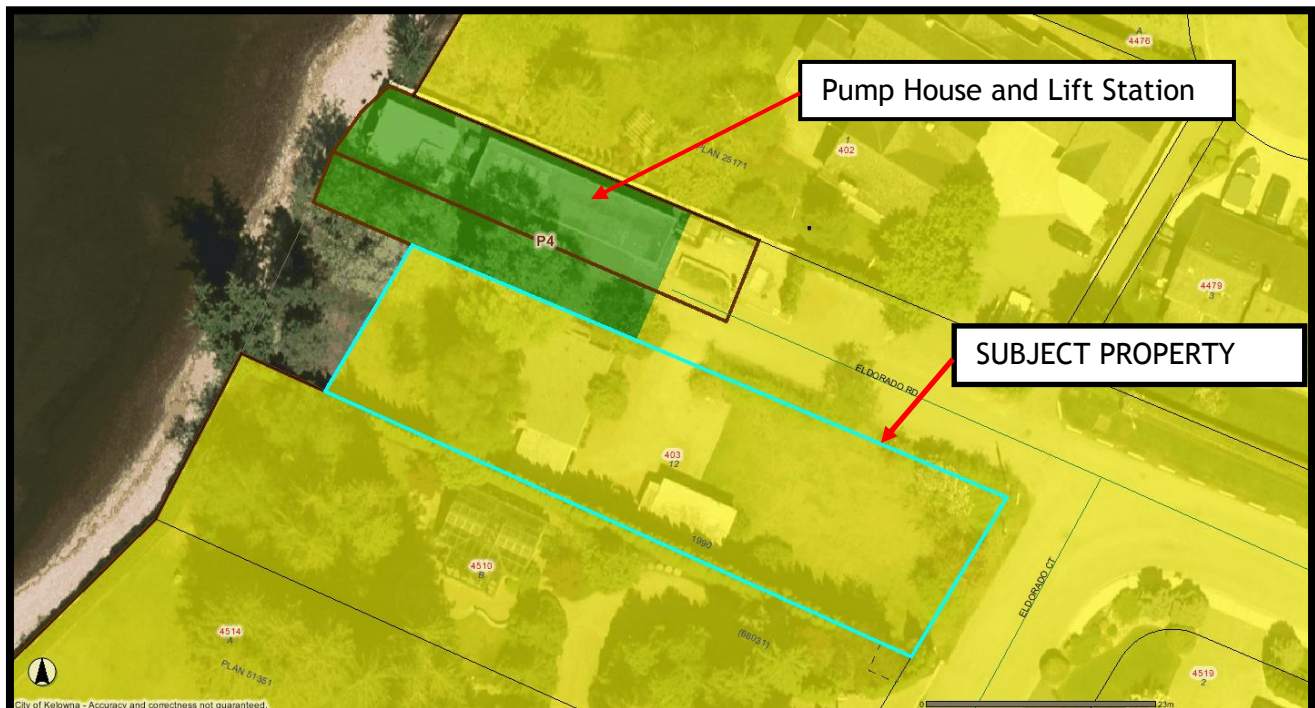 A
4476
Pump House and Lift Station
PLAN 25171
1
402
P4
4479
3
SUBJECT PROPERTY
ELDORADO RD
403
12
1990
4510
B
ELDORADO CT
4514
A
(66031)
PLAN 51351
4519
2
City of Kelowna - Accuracy and correctness not guaranteed.
0
23m